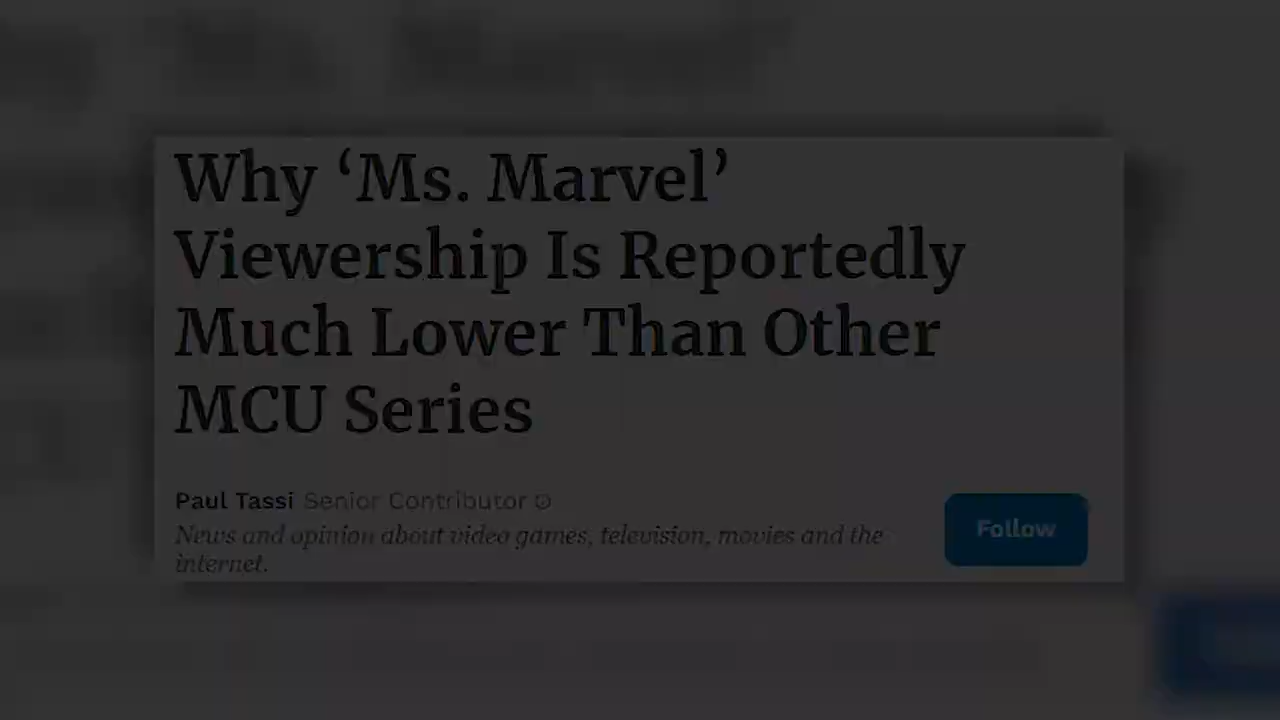 Why ‘Ms. Marvel’
Viewership Is Reportedly
Much Lower Than Other
MCU Series
Paul Tassi Senior Contributor
News and opinion about video games, television, movies and the
internet.
Follow